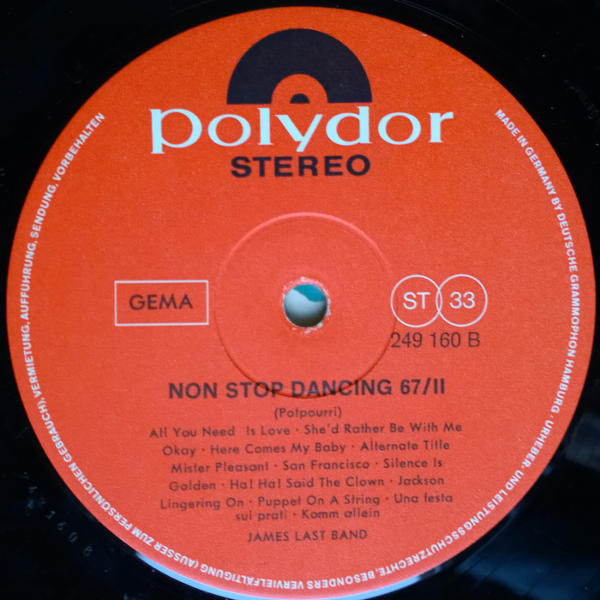 polydor
STEREO
GEMA
ST 33
249 160 B
NON STOP DANCING 67/II
(Potpourri)
All You Need Is Love · She'd Rather Be With Me
Okay · Here Comes My Baby · Alternate Title
Mister Pleasant · San Francisco · Silence Is
Golden · Ha! Ha! Said The Clown · Jackson
Lingering On · Puppet On A String · Una festa
sui prati · Komm allein
JAMES LAST BAND
MADE IN GERMANY BY DEUTSCHE GRAMMOPHON HAMBURG · URHEBER- UND LEISTUNGSSCHUTZRECHTE, BESONDERS VERVIELFÄLTIGUNG (AUSSER ZUM PERSÖNLICHEN GEBRAUCH), VERMIETUNG, AUFFÜHRUNG, SENDUNG, VORBEHALTEN